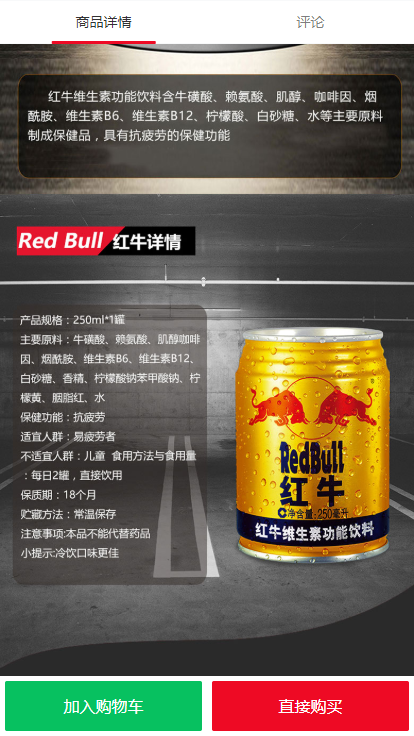 商品详情
评论
红牛维生素功能饮料含牛磺酸、赖氨酸、肌醇、咖啡因、烟
酰胺、维生素B6、维生素B12、柠檬酸、白砂糖、水等主要原料
制成保健品，具有抗疲劳的保健功能
Red Bull 红牛详情
产品规格：250ml*1罐
主要原料：牛磺酸、赖氨酸、肌醇咖啡
因、烟酰胺、维生素B6、维生素B12、
白砂糖、香精、柠檬酸钠苯甲酸钠、柠
檬黄、胭脂红、水
保健功能：抗疲劳
适宜人群：易疲劳者
不适宜人群：儿童 食用方法与食用量
：每日2罐，直接饮用
保质期：18个月
贮藏方法：常温保存
注意事项:本品不能代替药品
小提示:冷饮口味更佳
RedBull
红牛
净含量:250毫升
红牛维生素功能饮料
加入购物车
直接购买